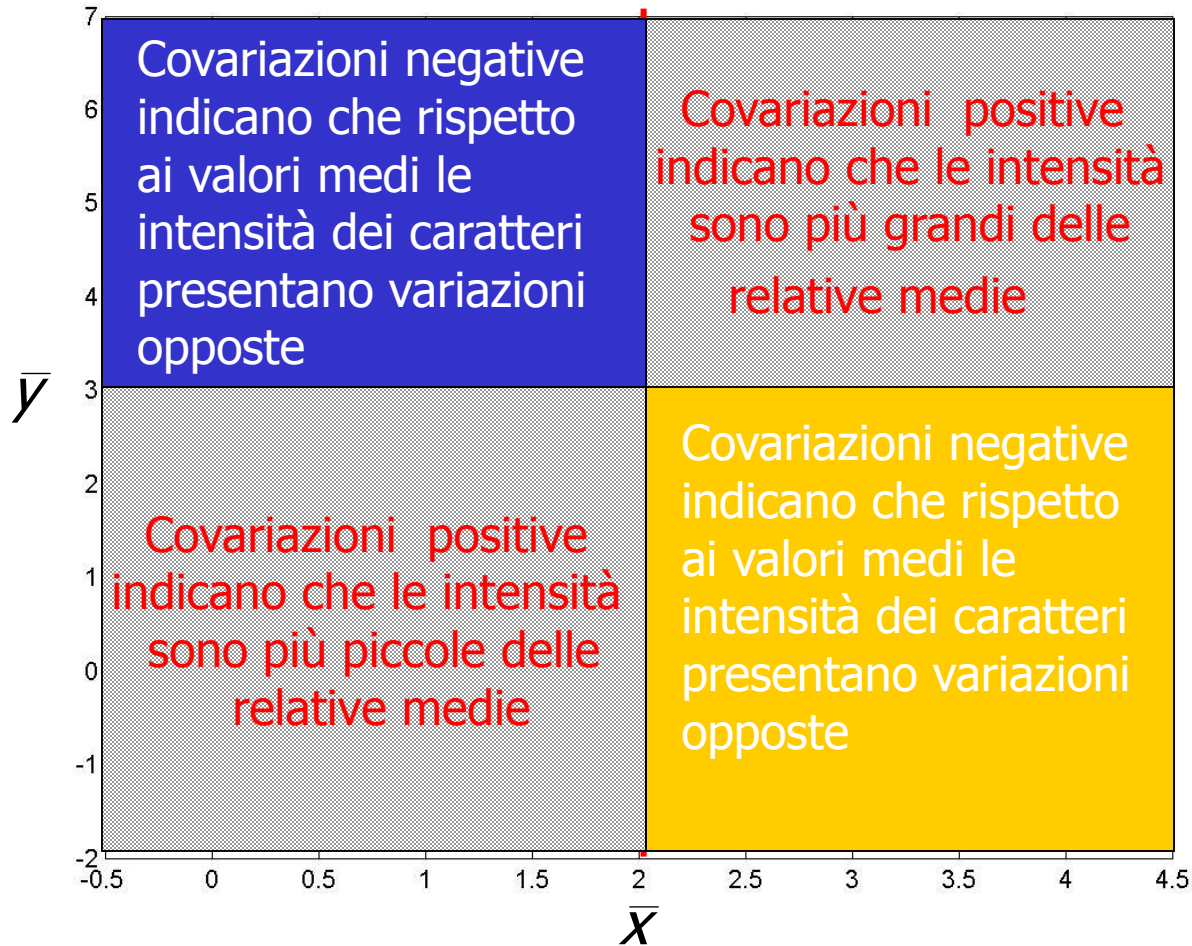 7
6
5
4
3
2
1
0
-1
-2
y̅
Covariazioni negative
indicano che rispetto
ai valori medi le
intensità dei caratteri
presentano variazioni
opposte
Covariazioni positive
indicano che le intensità
sono più grandi delle
relative medie
Covariazioni positive
indicano che le intensità
sono più piccole delle
relative medie
Covariazioni negative
indicano che rispetto
ai valori medi le
intensità dei caratteri
presentano variazioni
opposte
-0.5 0 0.5 1 1.5 2 2.5 3 3.5 4 4.5
x̅